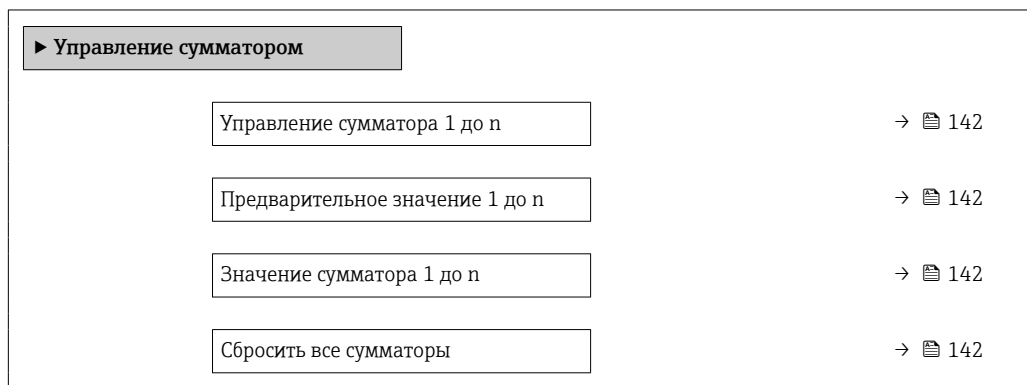 ▶ Управление сумматором
Управление сумматора 1 до n → 142
Предварительное значение 1 до n → 142
Значение сумматора 1 до n → 142
Сбросить все сумматоры → 142